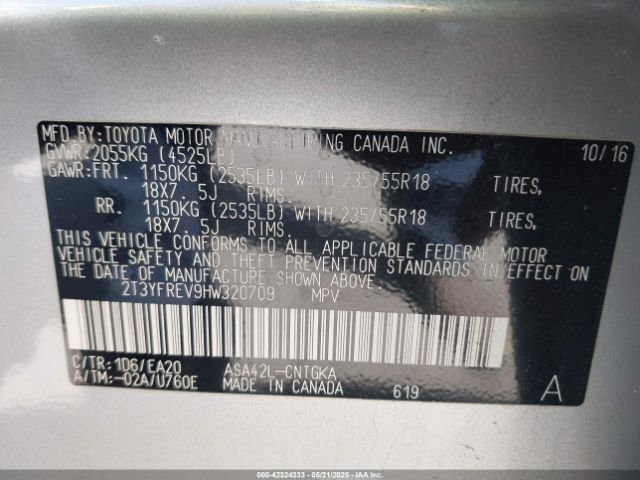 MFD.BY:TOYOTA MOTOR MANUFACTURING CANADA INC. 10/16
GVWR:2055KG (4525LB)
GAWR:FRT. 1150KG (2535LB) WITH 235/55R18 TIRES,
18X7.5J RIMS.
RR. 1150KG (2535LB) WITH 235/55R18 TIRES,
18X7.5J RIMS.
THIS VEHICLE CONFORMS TO ALL APPLICABLE FEDERAL MOTOR
VEHICLE SAFETY AND THEFT PREVENTION STANDARDS IN EFFECT ON
THE DATE OF MANUFACTURE SHOWN ABOVE.
2T3YFREV9HW320709 MPV
C/TR:1D6/EA20 ASA42L-CNTGKA
A/TM:-02A/U760E MADE IN CANADA 619 A
000-42324333 — 05/21/2025 — IAAI.COM